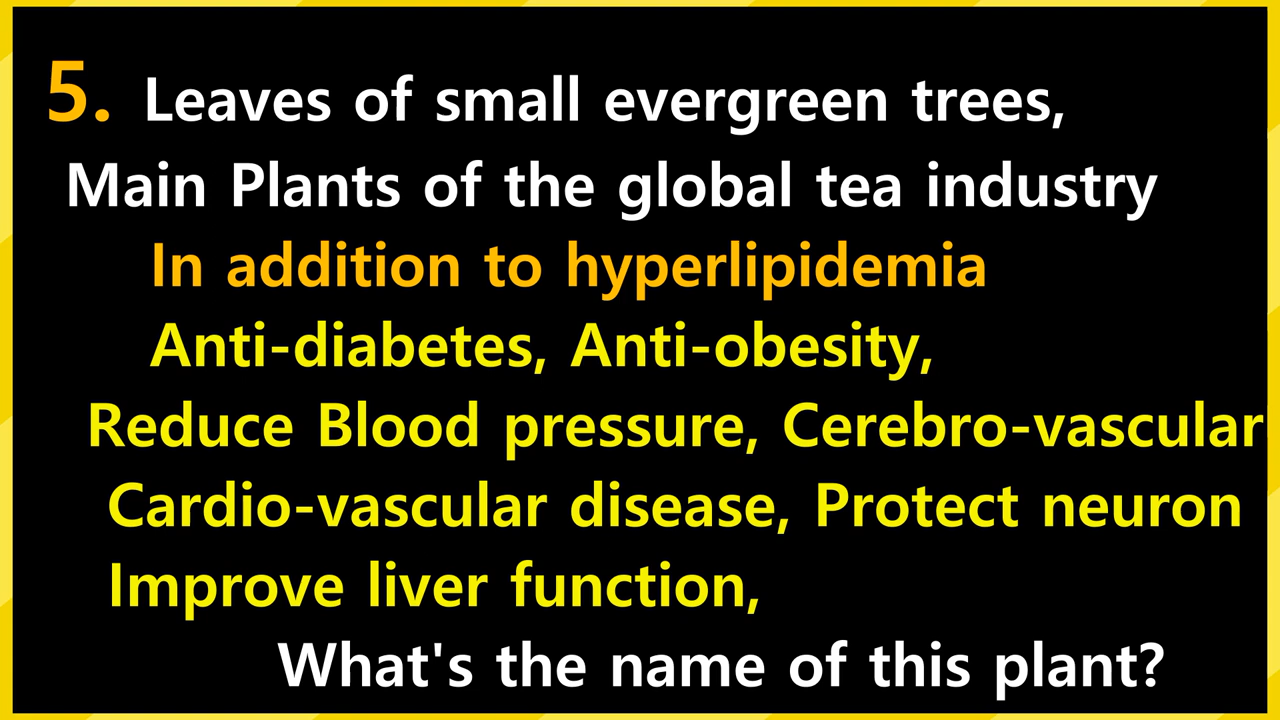 5. Leaves of small evergreen trees,
Main Plants of the global tea industry
In addition to hyperlipidemia
Anti-diabetes, Anti-obesity,
Reduce Blood pressure, Cerebro-vascular
Cardio-vascular disease, Protect neuron
Improve liver function,
What's the name of this plant?